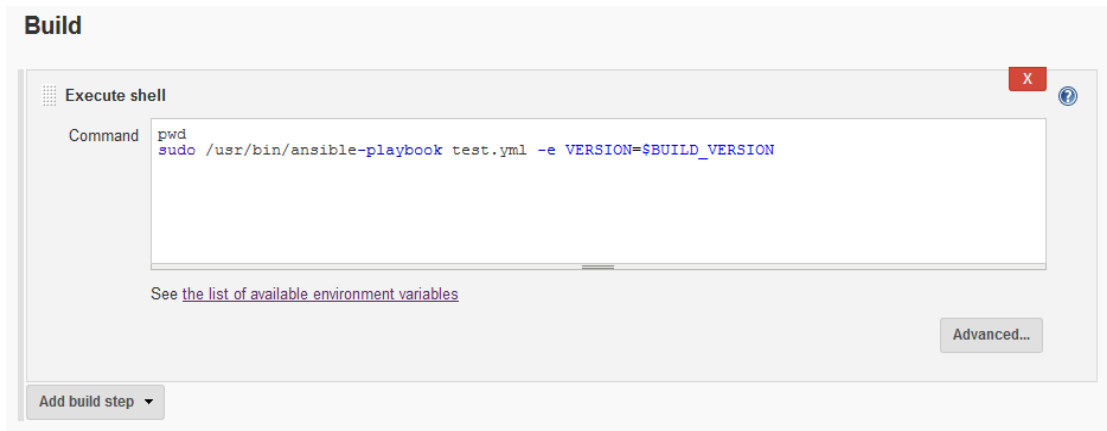 Build
X
Execute shell
?
Command
pwd
sudo /usr/bin/ansible-playbook test.yml -e VERSION=$BUILD_VERSION
See the list of available environment variables
Advanced...
Add build step